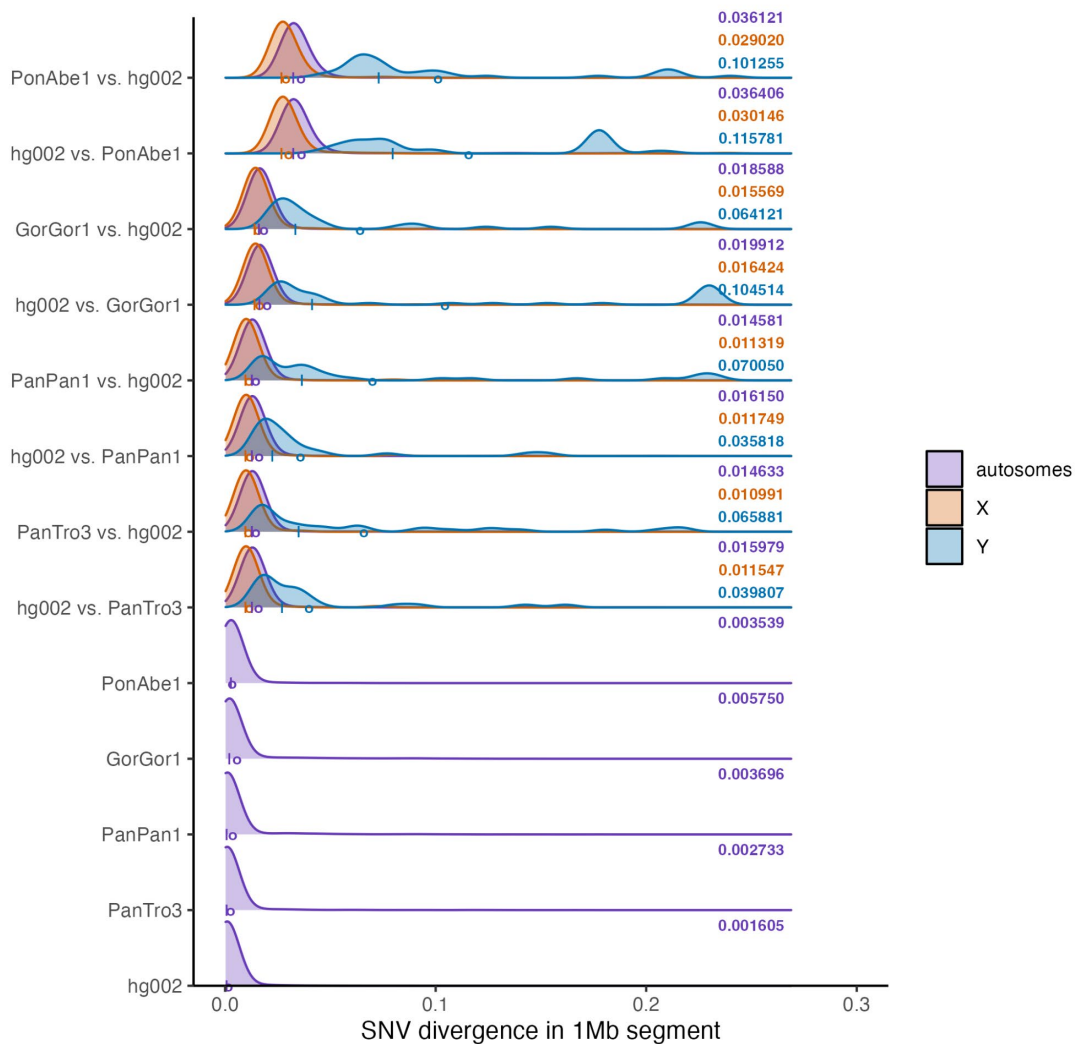 0.036121
0.029020
0.101255
PonAbe1 vs. hg002
0.036406
0.030146
0.115781
hg002 vs. PonAbe1
0.018588
0.015569
0.064121
GorGor1 vs. hg002
0.019912
0.016424
0.104514
hg002 vs. GorGor1
0.014581
0.011319
0.070050
PanPan1 vs. hg002
0.016150
0.011749
0.035818
hg002 vs. PanPan1
0.014633
0.010991
0.065881
PanTro3 vs. hg002
0.015979
0.011547
0.039807
hg002 vs. PanTro3
0.003539
PonAbe1
0.005750
GorGor1
0.003696
PanPan1
0.002733
PanTro3
0.001605
hg002
0.0 0.1 0.2 0.3
SNV divergence in 1Mb segment
autosomes
X
Y